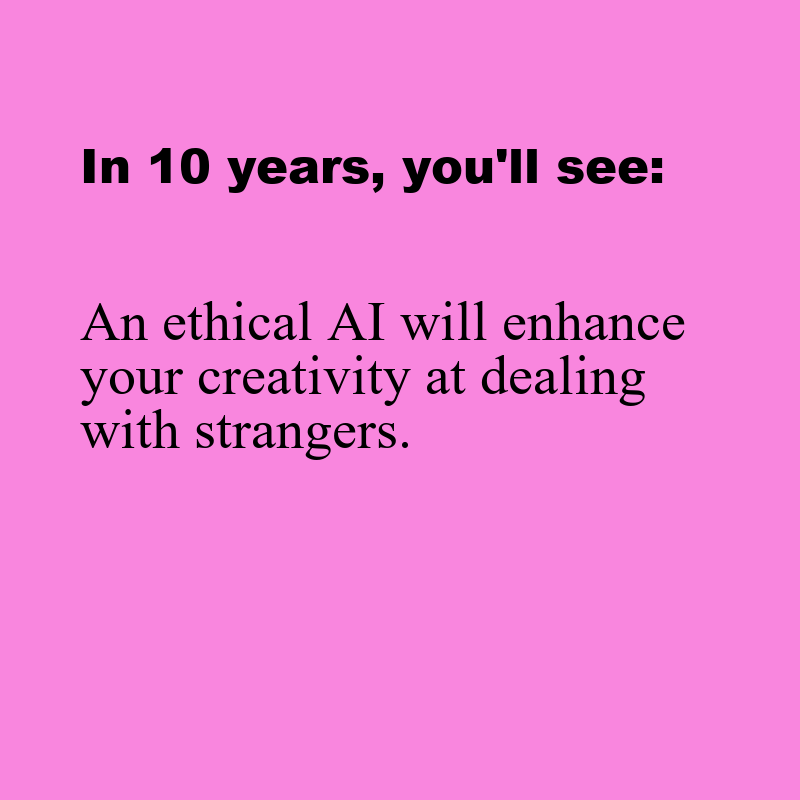 In 10 years, you'll see:
An ethical AI will enhance
your creativity at dealing
with strangers.